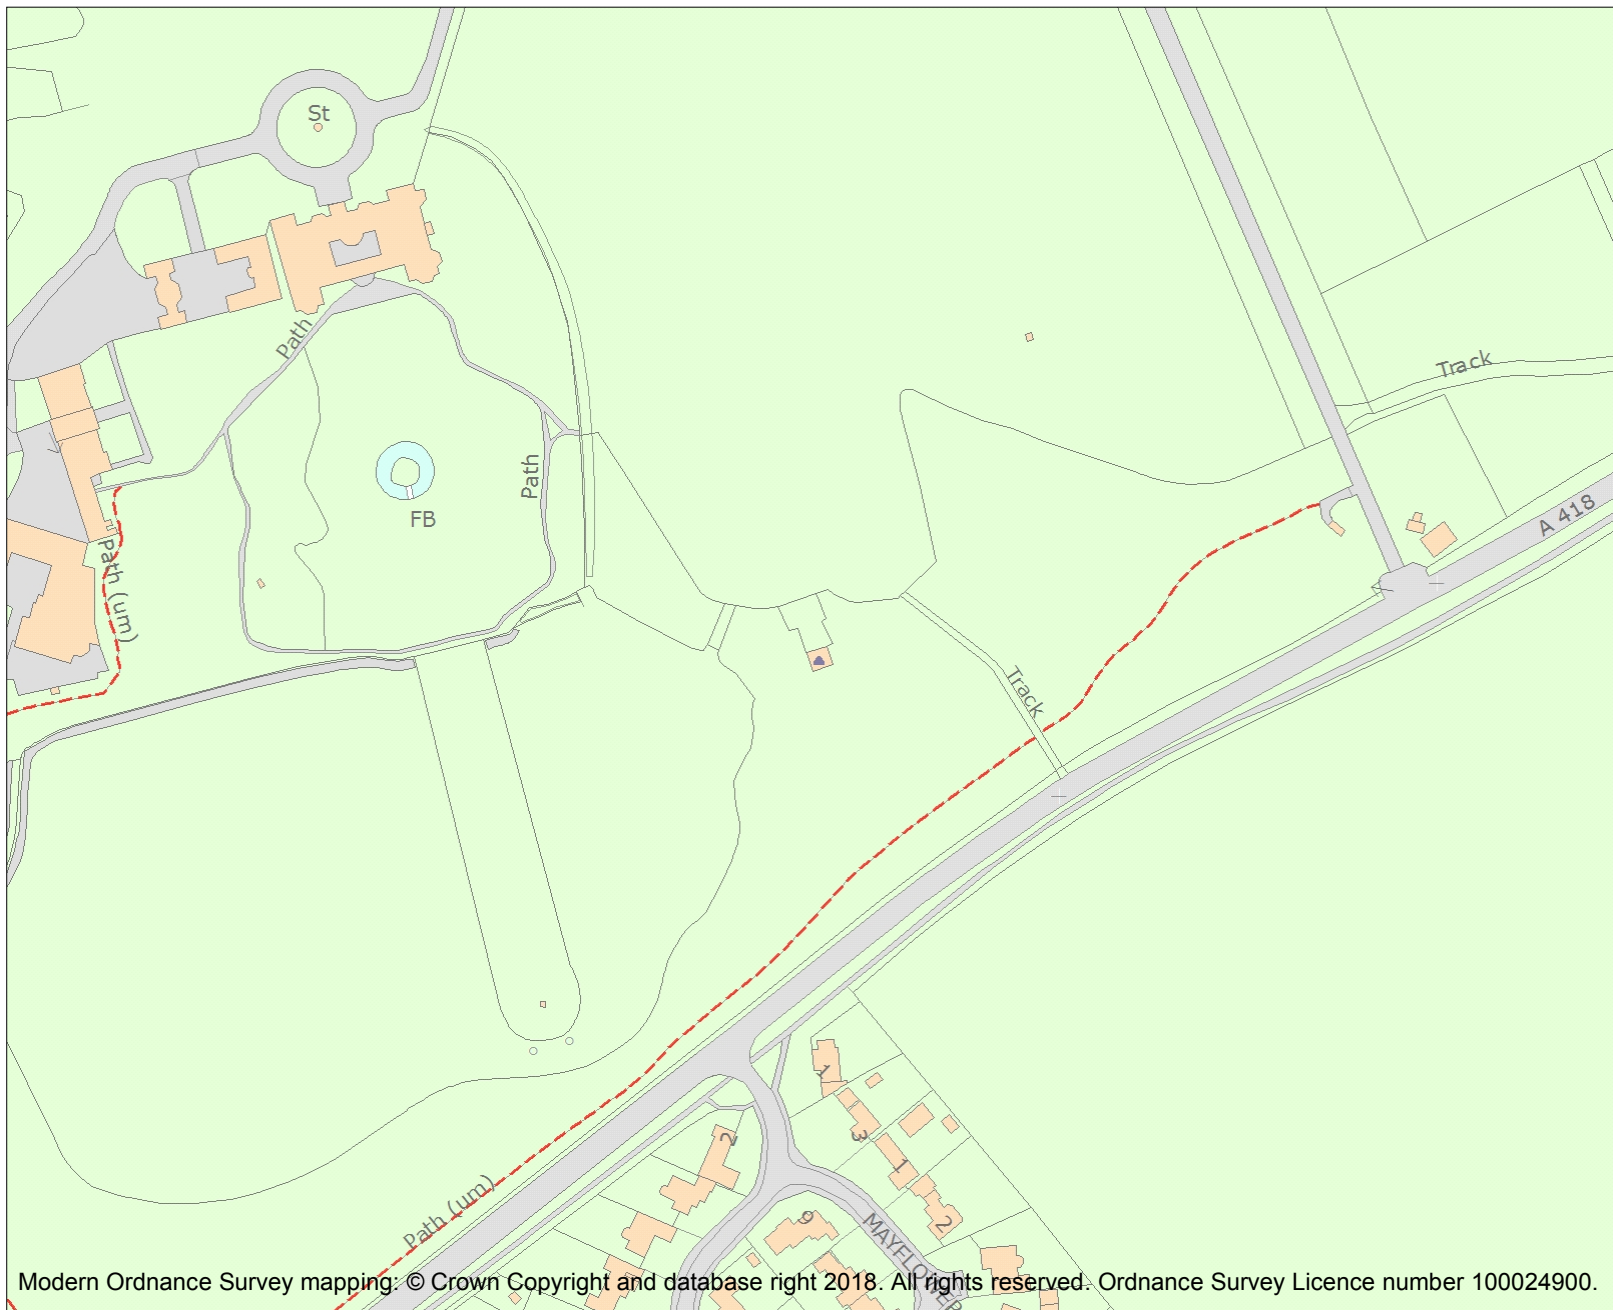 St
Path
Track
Path
FB
A 418
Path (um)
Track
1
2
3
1
Path (um)
9
2
MAYFLOWER
Modern Ordnance Survey mapping: © Crown Copyright and database right 2018. All rights reserved. Ordnance Survey Licence number 100024900.